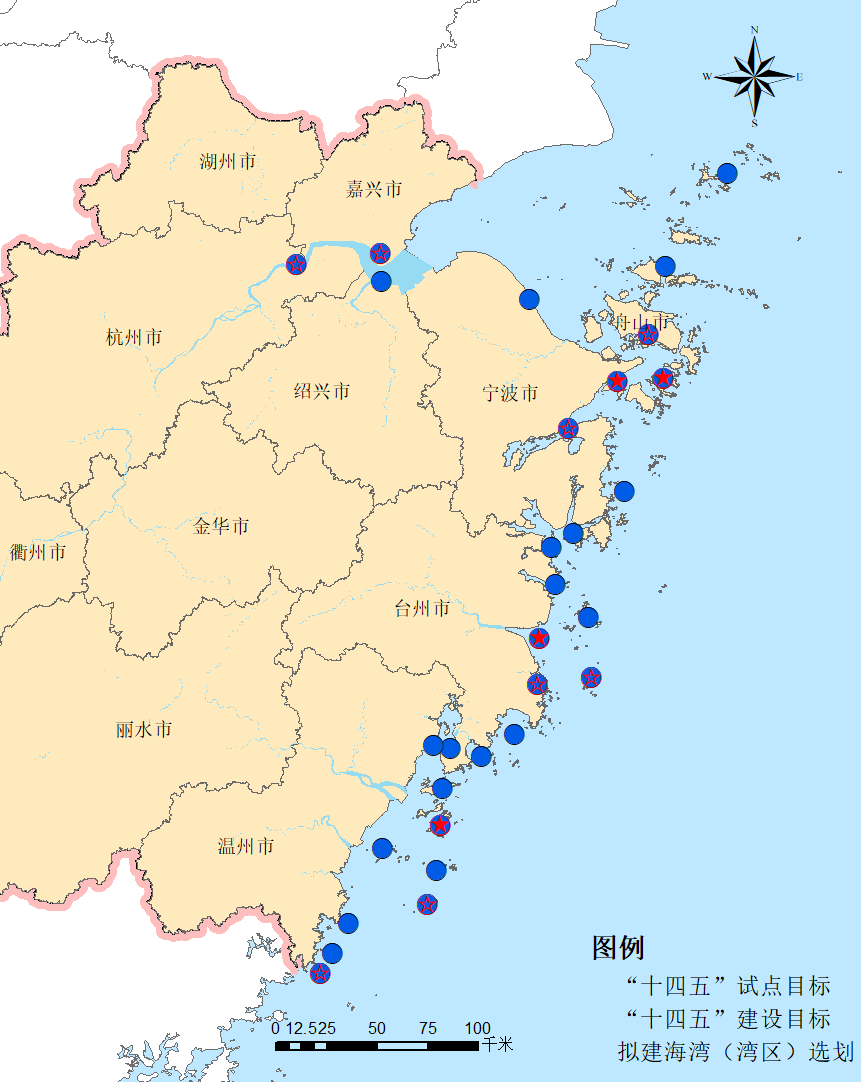 N
W
E
S
湖州市
嘉兴市
杭州市
舟山市
绍兴市
宁波市
金华市
衢州市
台州市
丽水市
温州市
图例
“十四五”试点目标
“十四五”建设目标
拟建海湾（湾区）选划
0 12.525 50 75 100
千米